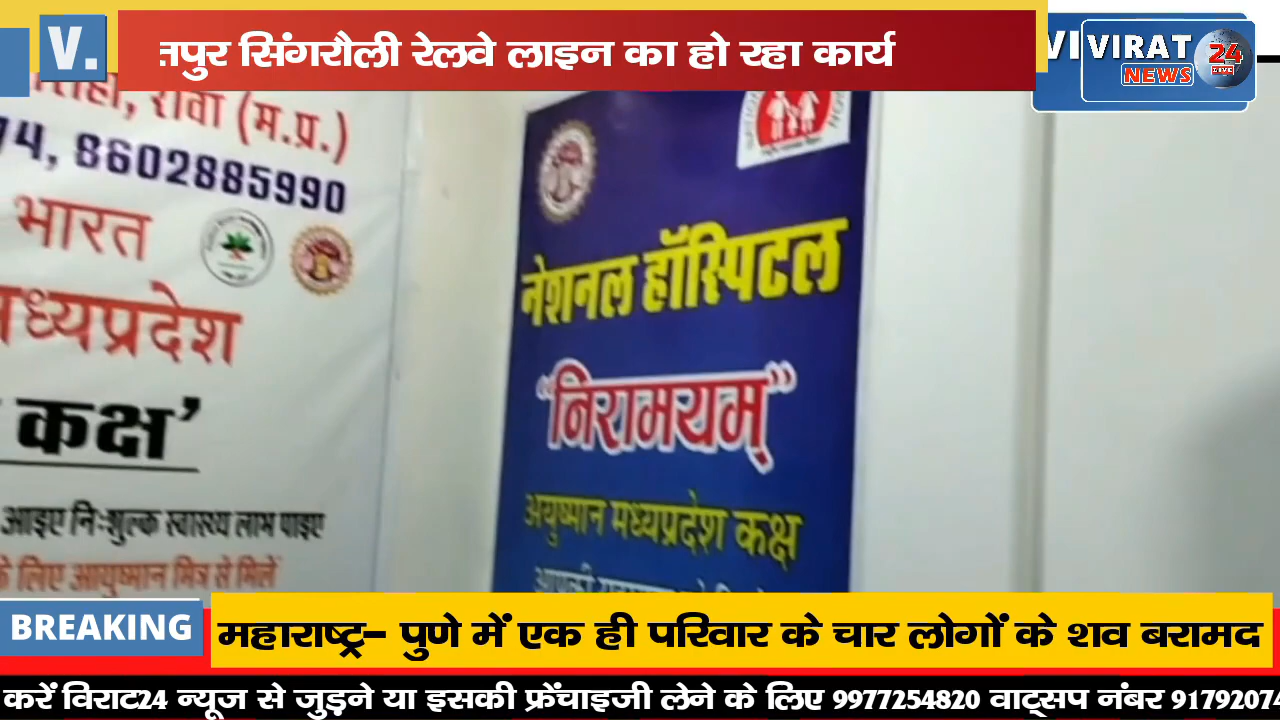 V.
सिंगरौली रेलवे लाइन का हो रहा कार्य
VIRAT
NEWS
24
LIVE
रीवा (म.प्र.)
8602885990
भारत
मध्यप्रदेश
कक्ष’
आइए निःशुल्क स्वास्थ्य लाभ पाइए
के लिए आयुष्मान मित्र से मिलें
नेशनल हॉस्पिटल
“निरामयम्”
अयुष्मान मध्यप्रदेश कक्ष
BREAKING
महाराष्ट्र– पुणे में एक ही परिवार के चार लोगों के शव बरामद
करें विराट24 न्यूज से जुड़ने या इसकी फ्रेंचाइजी लेने के लिए 9977254820 वाट्सप नंबर 9179207